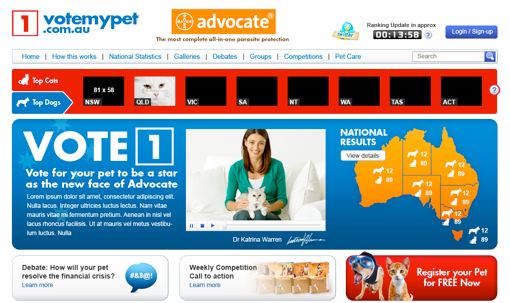 1 votemypet
.com.au
BAYER
advocate®
The most complete all-in-one parasite protection
twitter
Ranking Update in approx
00:13:58 ?
Login / Sign-up
Home | How this works | National Statistics | Galleries | Debates | Groups | Competitions | Pet Care
Search
Top Cats
Top Dogs
81 x 58
NSW QLD VIC SA NT WA TAS ACT
?
VOTE 1
Vote for your pet to be a star
as the new face of Advocate
Lorem ipsum dolor sit amet, consectetur adipiscing elit.
Nulla lacus. Integer ultricies luctus lectus. Nam vitae
mauris vitae mi fermentum pretium. Aenean in nisl vel
lacus rhoncus facilisis. Ut at mauris vitae est vestibulum
tincidunt. Nulla
Dr Katrina Warren
NATIONAL
RESULTS
View details
12
89
12
89
12
89
12
89
12
89
12
89
12
89
Debate: How will your pet
resolve the financial crisis?
Learn more
#&$@!
Weekly Competition
Call to action
Learn more
Register your Pet
for FREE Now